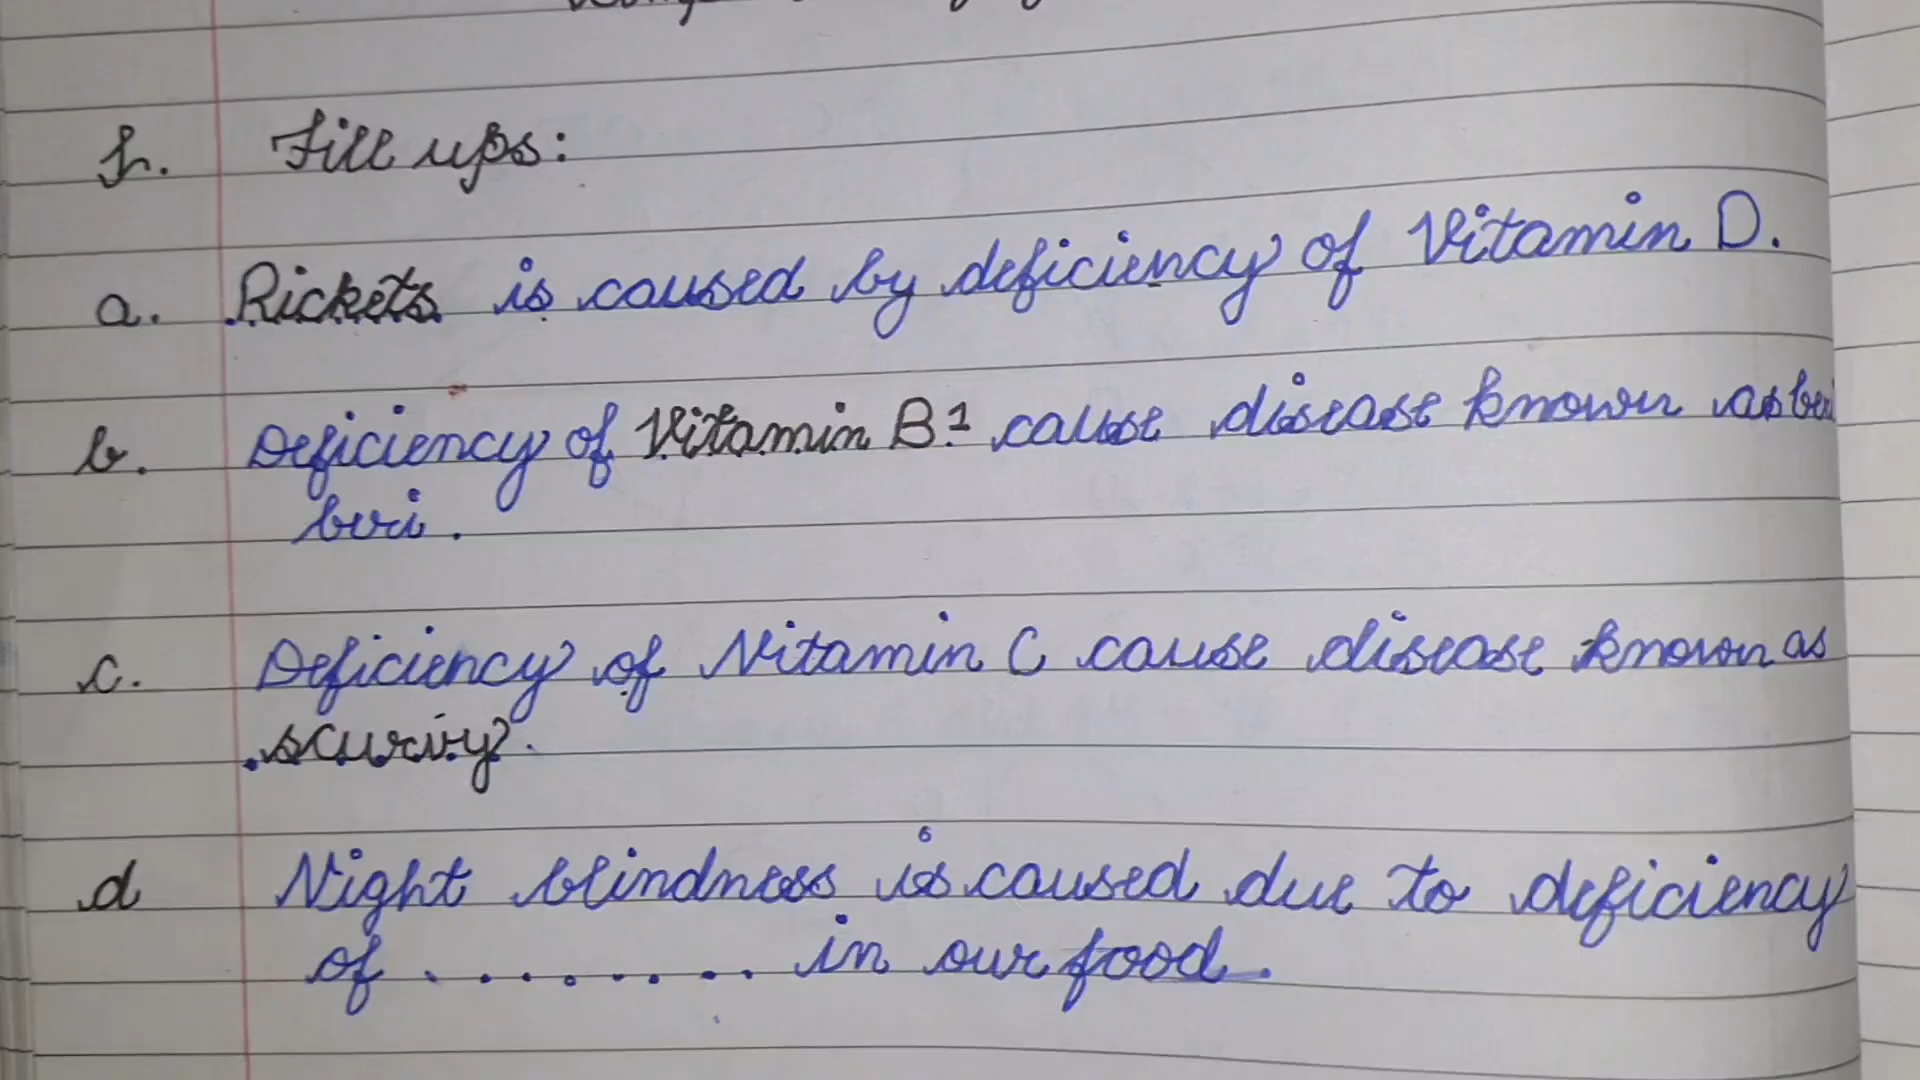 h. Fill ups:
a. Rickets is caused by deficiency of Vitamin D.
b. Deficiency of Vitamin B1 cause disease known as beri
beri.
c. Deficiency of Vitamin C cause disease known as
scurvy.
d Night blindness is caused due to deficiency
of ........ in our food.